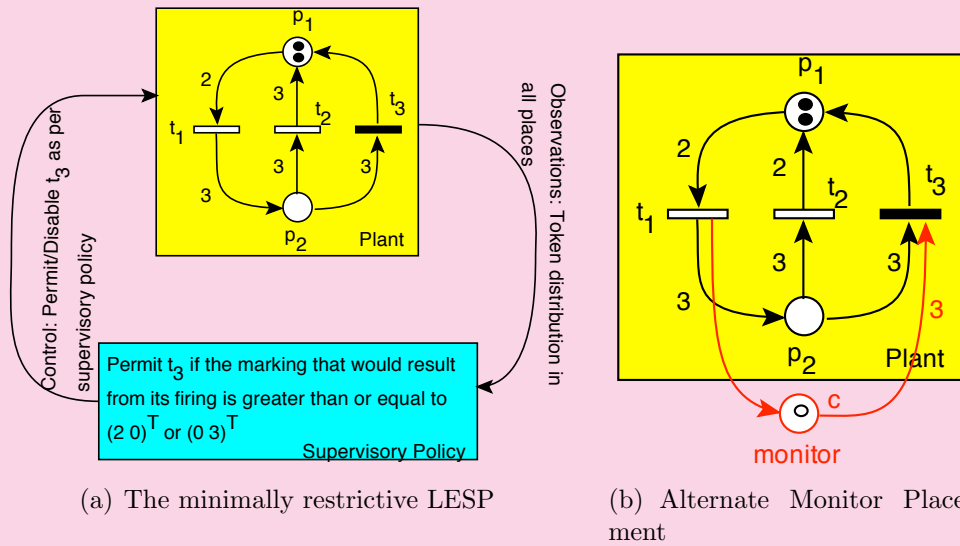 p1
2
3
t1
t2
t3
3
3
3
p2
Plant
Control: Permit/Disable t3 as per
supervisory policy
Observations: Token distribution in
all places
Permit t3 if the marking that would result
from its firing is greater than or equal to
(2 0)^T or (0 3)^T
Supervisory Policy
(a) The minimally restrictive LESP
p1
2
2
t3
t1
t2
3
3
3
3
p2
Plant
c
monitor
(b) Alternate Monitor Place
ment